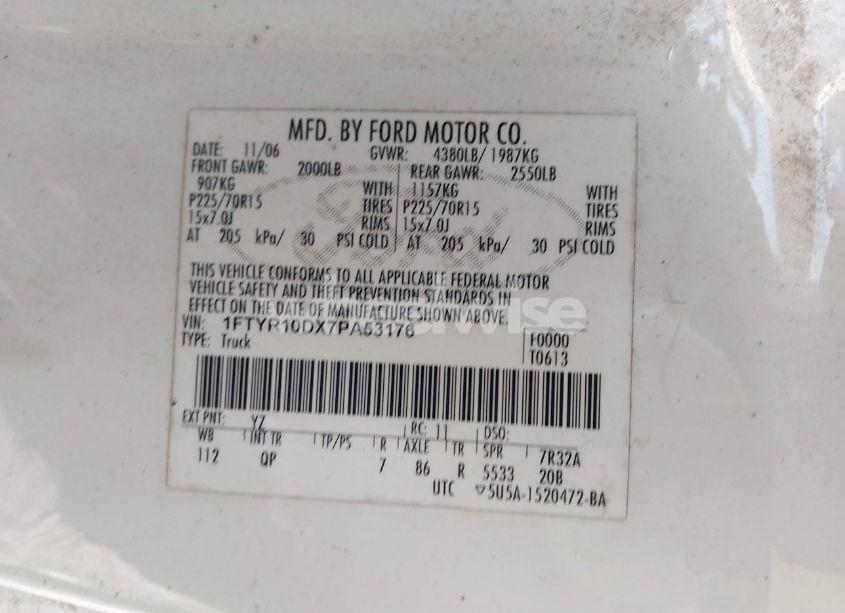 MFD. BY FORD MOTOR CO.
DATE: 11/06 GVWR: 4380LB/ 1987KG
FRONT GAWR: 2000LB REAR GAWR: 2550LB
907KG WITH 1157KG WITH
P225/70R15 TIRES P225/70R15 TIRES
15x7.0J RIMS 15x7.0J RIMS
AT 205 kPa/ 30 PSI COLD AT 205 kPa/ 30 PSI COLD
THIS VEHICLE CONFORMS TO ALL APPLICABLE FEDERAL MOTOR
VEHICLE SAFETY AND THEFT PREVENTION STANDARDS IN
EFFECT ON THE DATE OF MANUFACTURE SHOWN ABOVE.
VIN: 1FTYR10DX7PA53176 F0000
TYPE: Truck T0613
EXT PNT: YZ RC: 11 DSO:
WB INT TR TP/PS R AXLE TR SPR 7R32A
112 QP 7 86 R 5533 20B
UTC ▽5U5A-1520472-BA